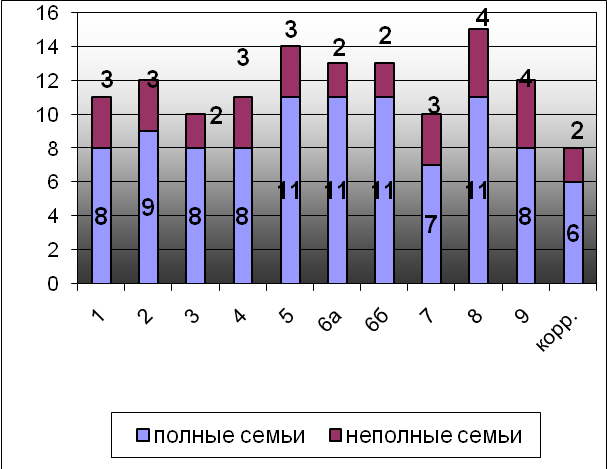 16
14
12
10
8
6
4
2
0
3 3 2 3 3 2 2 3 4 4 2
8 9 8 8 11 11 11 7 11 8 6
1 2 3 4 5 6а 6б 7 8 9 корр.
полные семьи неполные семьи